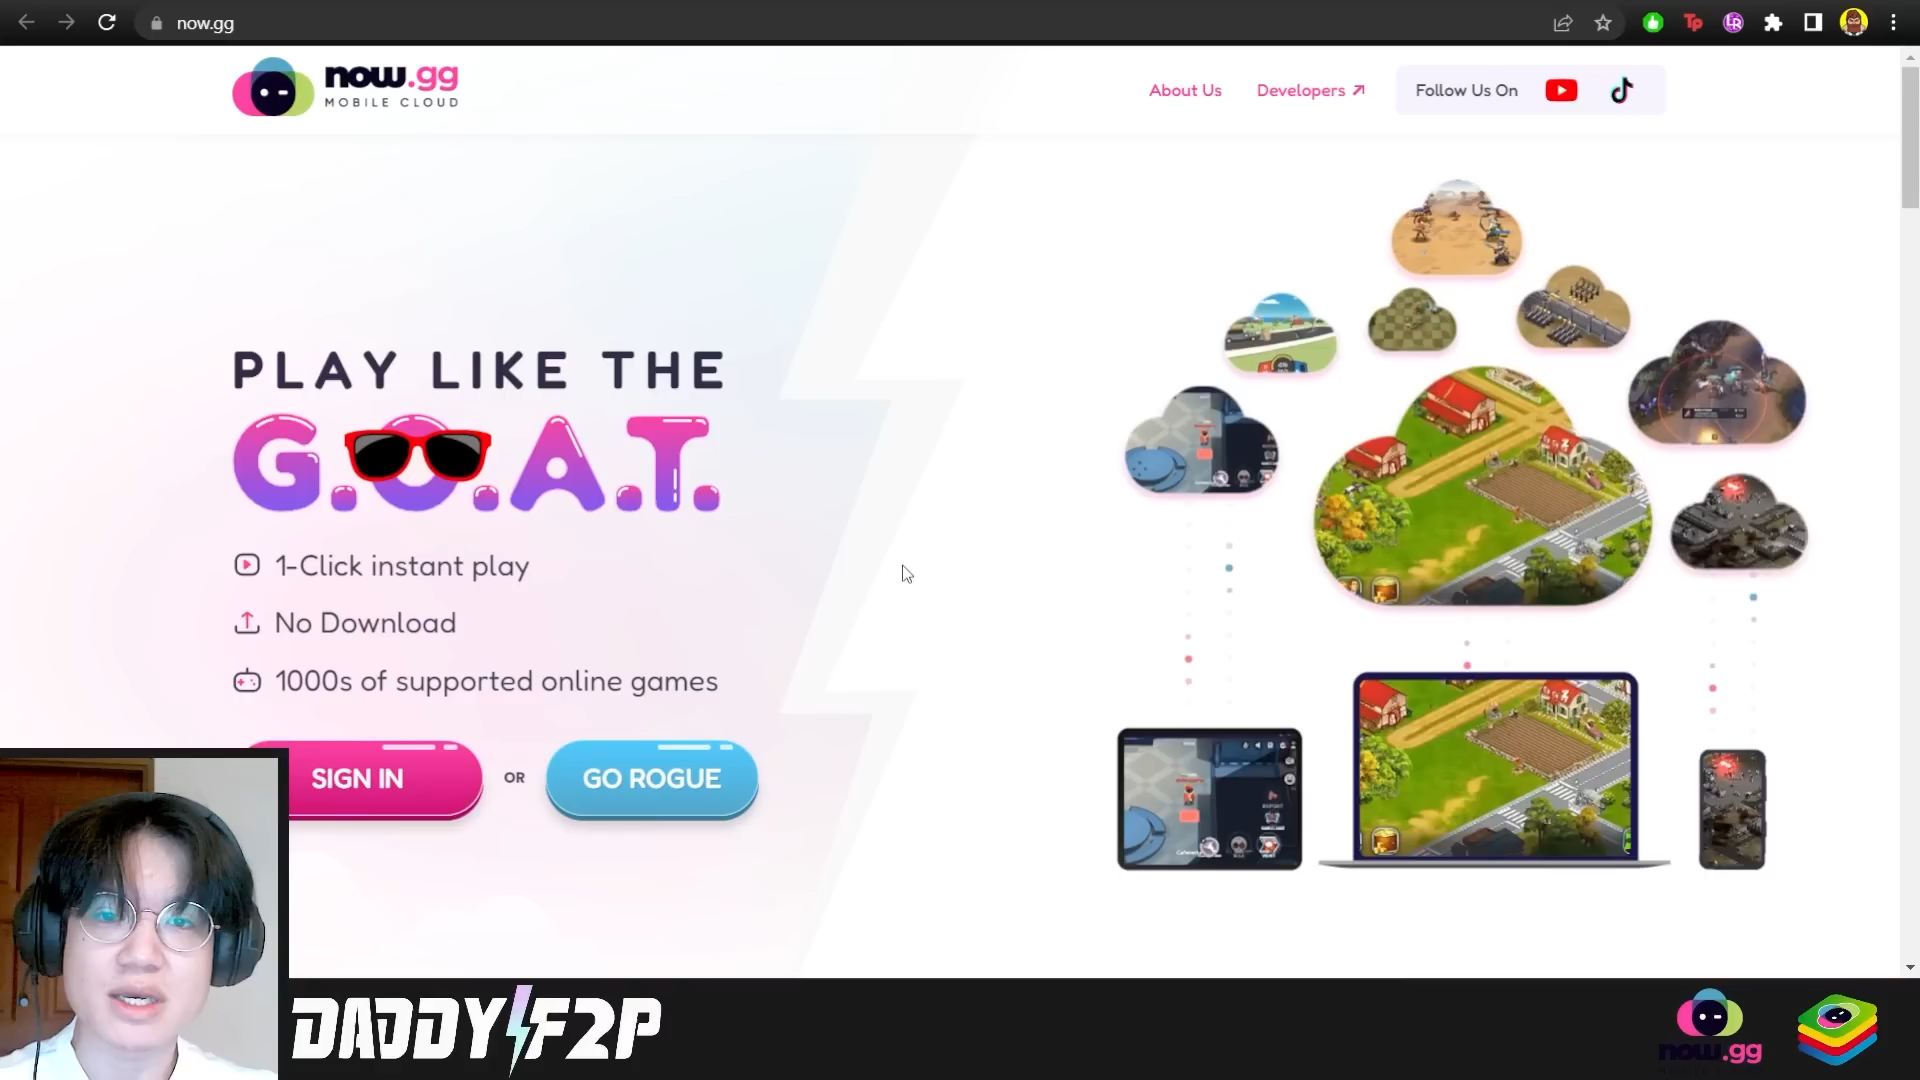 now.gg
now.gg
MOBILE CLOUD
About Us
Developers
Follow Us On
PLAY LIKE THE
G.O.A.T.
1-Click instant play
No Download
1000s of supported online games
SIGN IN
OR
GO ROGUE
DADDY F2P
now.gg